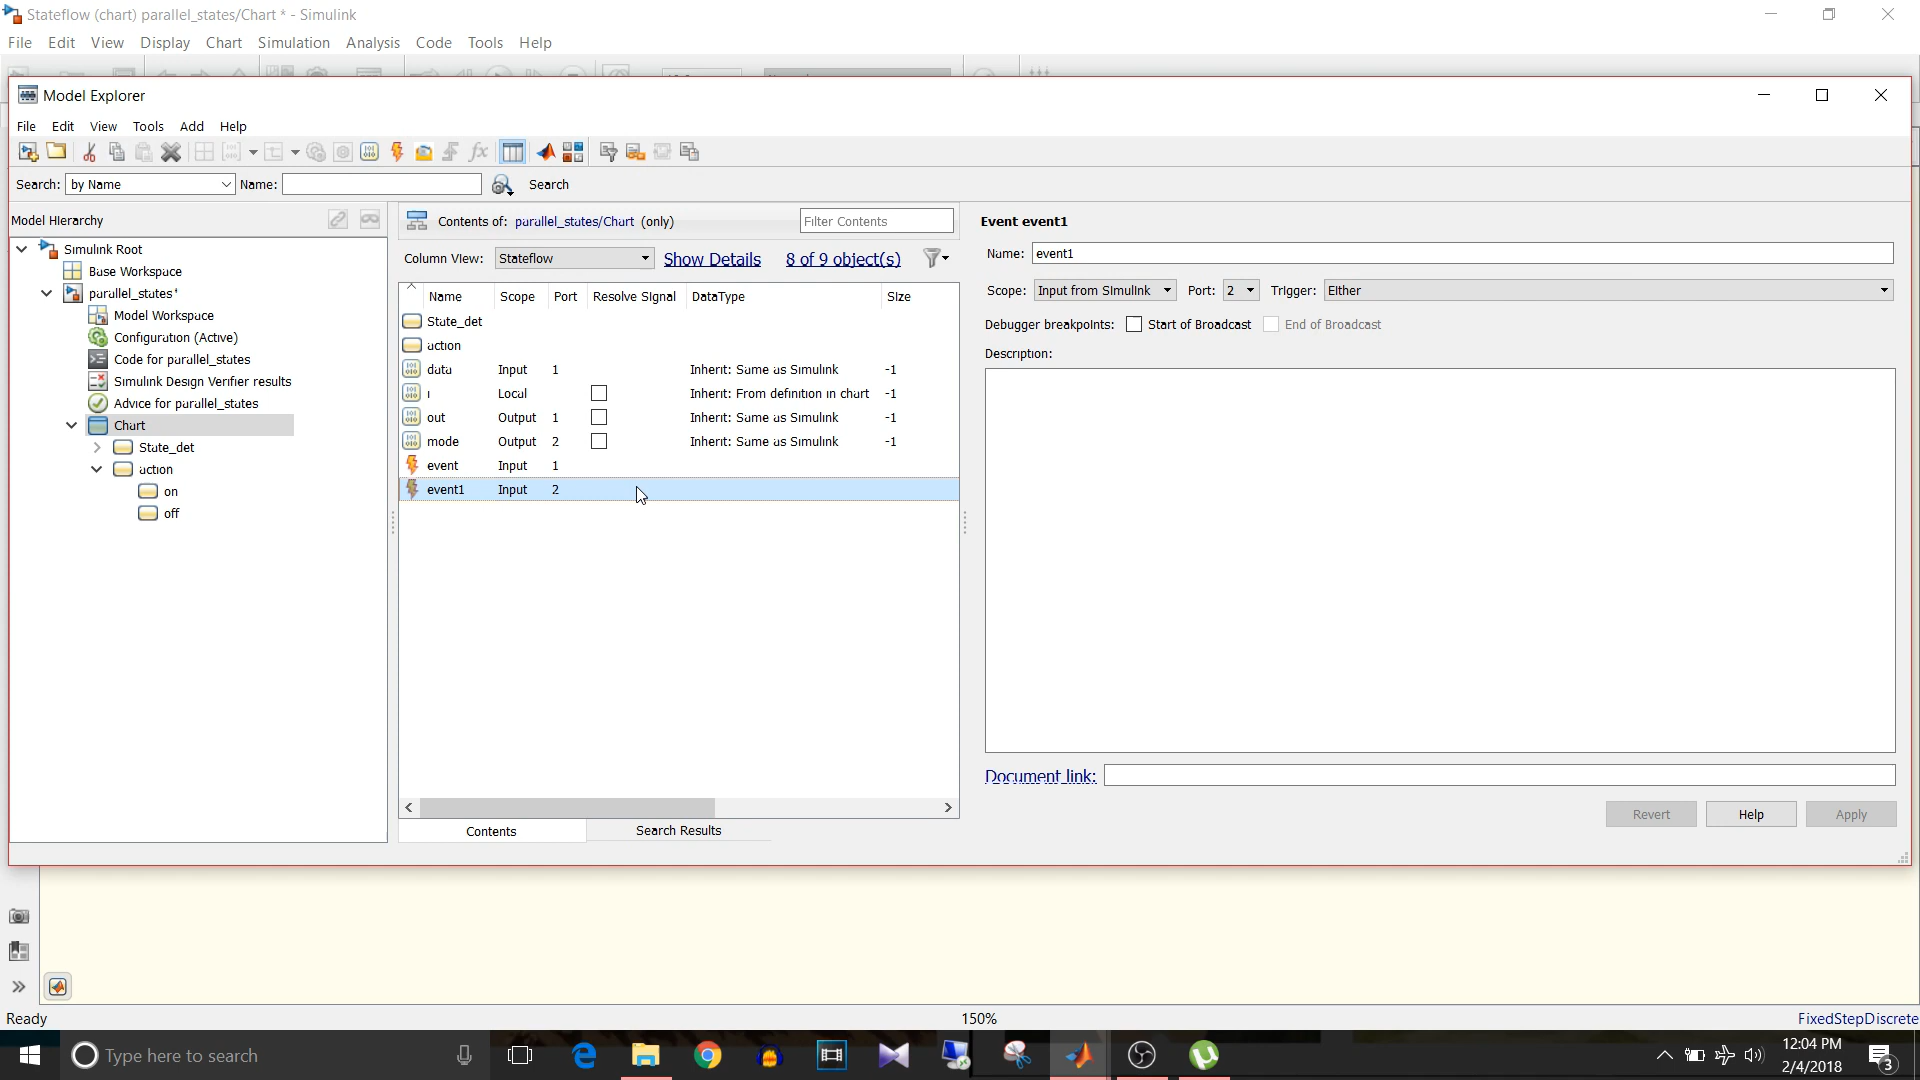 Stateflow (chart) parallel_states/Chart * - Simulink
File Edit View Display Chart Simulation Analysis Code Tools Help
Model Explorer
File Edit View Tools Add Help
Search: by Name Name: Search
Model Hierarchy
Contents of: parallel_states/Chart (only) Filter Contents
Event event1
Simulink Root
Base Workspace
parallel_states*
Model Workspace
Configuration (Active)
Code for parallel_states
Simulink Design Verifier results
Advice for parallel_states
Chart
State_det
action
on
off
Column View: Stateflow Show Details 8 of 9 object(s)
Name Scope Port Resolve Signal DataType Size
State_det
action
data Input 1 Inherit: Same as Simulink -1
i Local Inherit: From definition in chart -1
out Output 1 Inherit: Same as Simulink -1
mode Output 2 Inherit: Same as Simulink -1
event Input 1
event1 Input 2
Contents Search Results
Name: event1
Scope: Input from Simulink Port: 2 Trigger: Either
Debugger breakpoints: Start of Broadcast End of Broadcast
Description:
Document link:
Revert Help Apply
Ready 150% FixedStepDiscrete
Type here to search
12:04 PM
2/4/2018
3